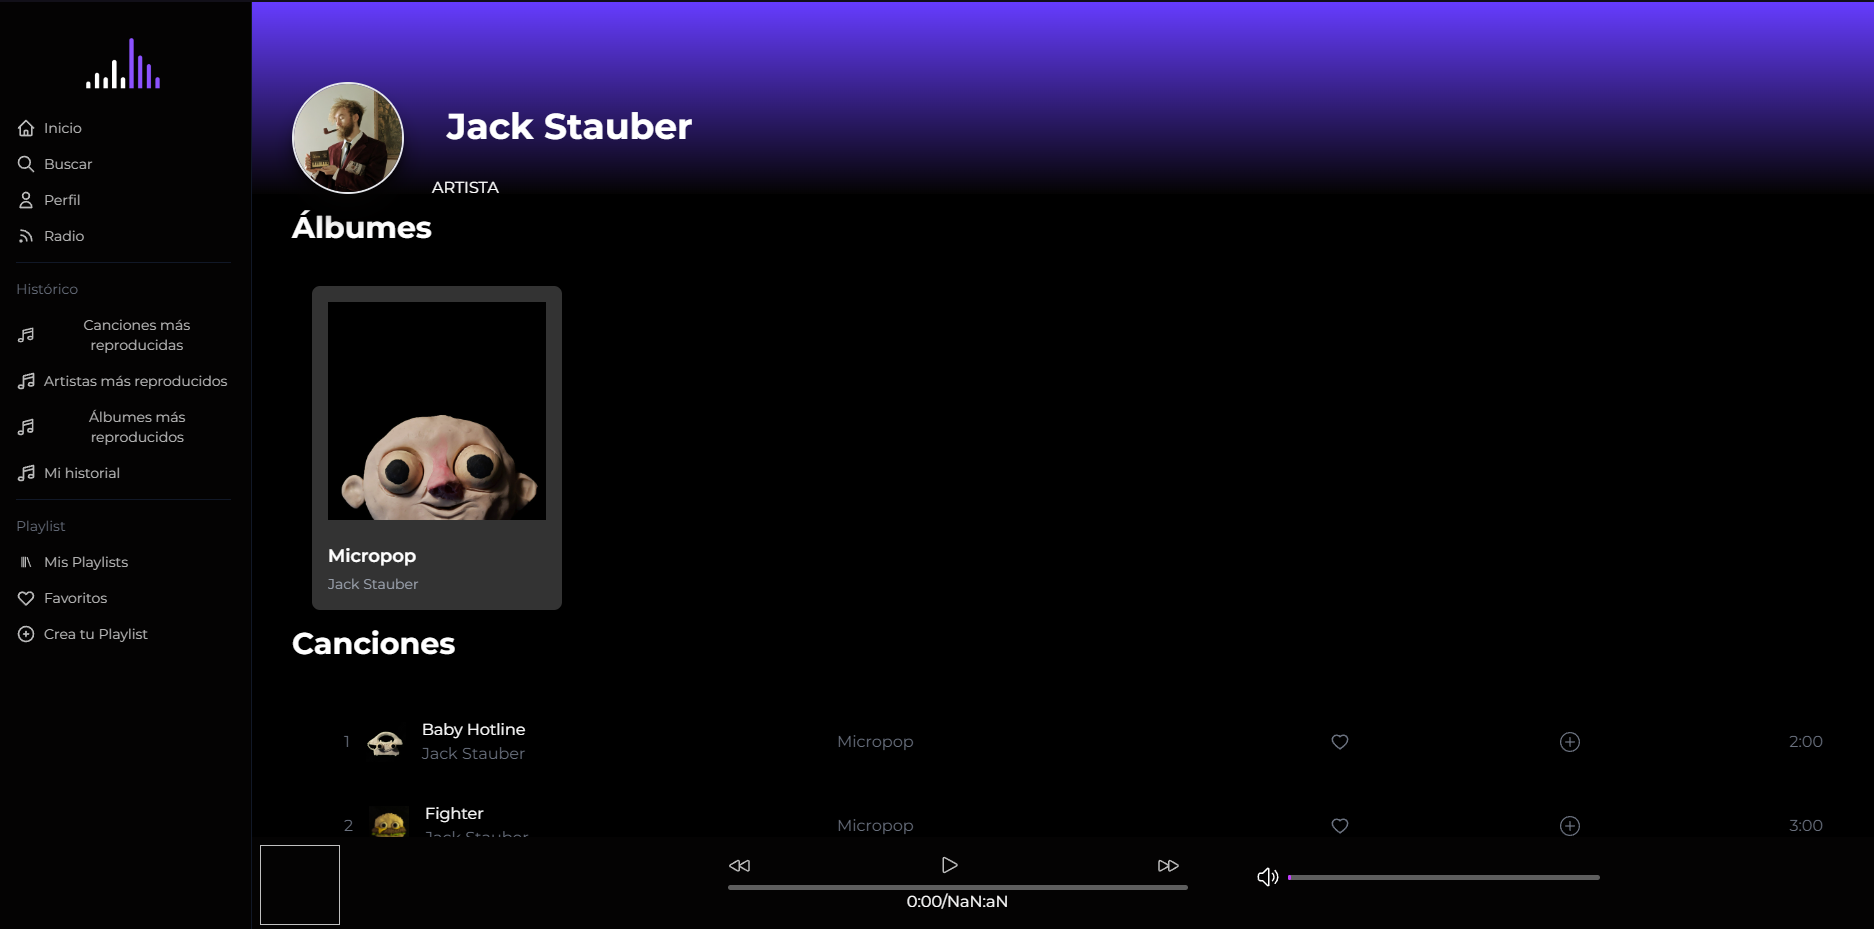 Inicio
Buscar
Perfil
Radio
Histórico
Canciones más
reproducidas
Artistas más reproducidos
Álbumes más
reproducidos
Mi historial
Playlist
Mis Playlists
Favoritos
Crea tu Playlist
Jack Stauber
ARTISTA
Álbumes
Micropop
Jack Stauber
Canciones
1 Baby Hotline Micropop 2:00
Jack Stauber
2 Fighter Micropop 3:00
Jack Stauber
0:00/NaN:aN